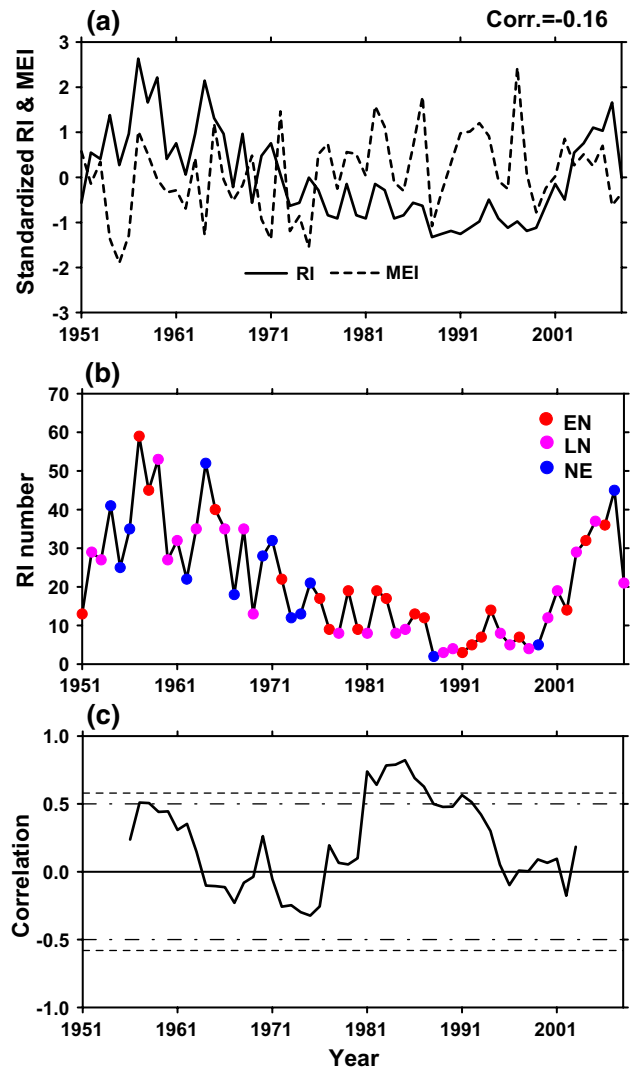 (a)
Corr.=-0.16
Standardized RI & MEI
3
2
1
0
-1
-2
-3
RI
MEI
1951
1961
1971
1981
1991
2001
(b)
RI number
70
60
50
40
30
20
10
0
EN
LN
NE
1951
1961
1971
1981
1991
2001
(c)
Correlation
1.0
0.5
0.0
-0.5
-1.0
1951
1961
1971
1981
1991
2001
Year